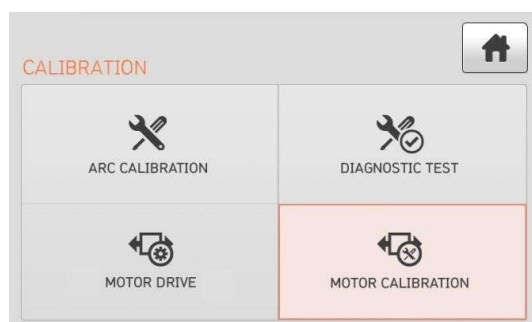 CALIBRATION
ARC CALIBRATION
DIAGNOSTIC TEST
MOTOR DRIVE
MOTOR CALIBRATION